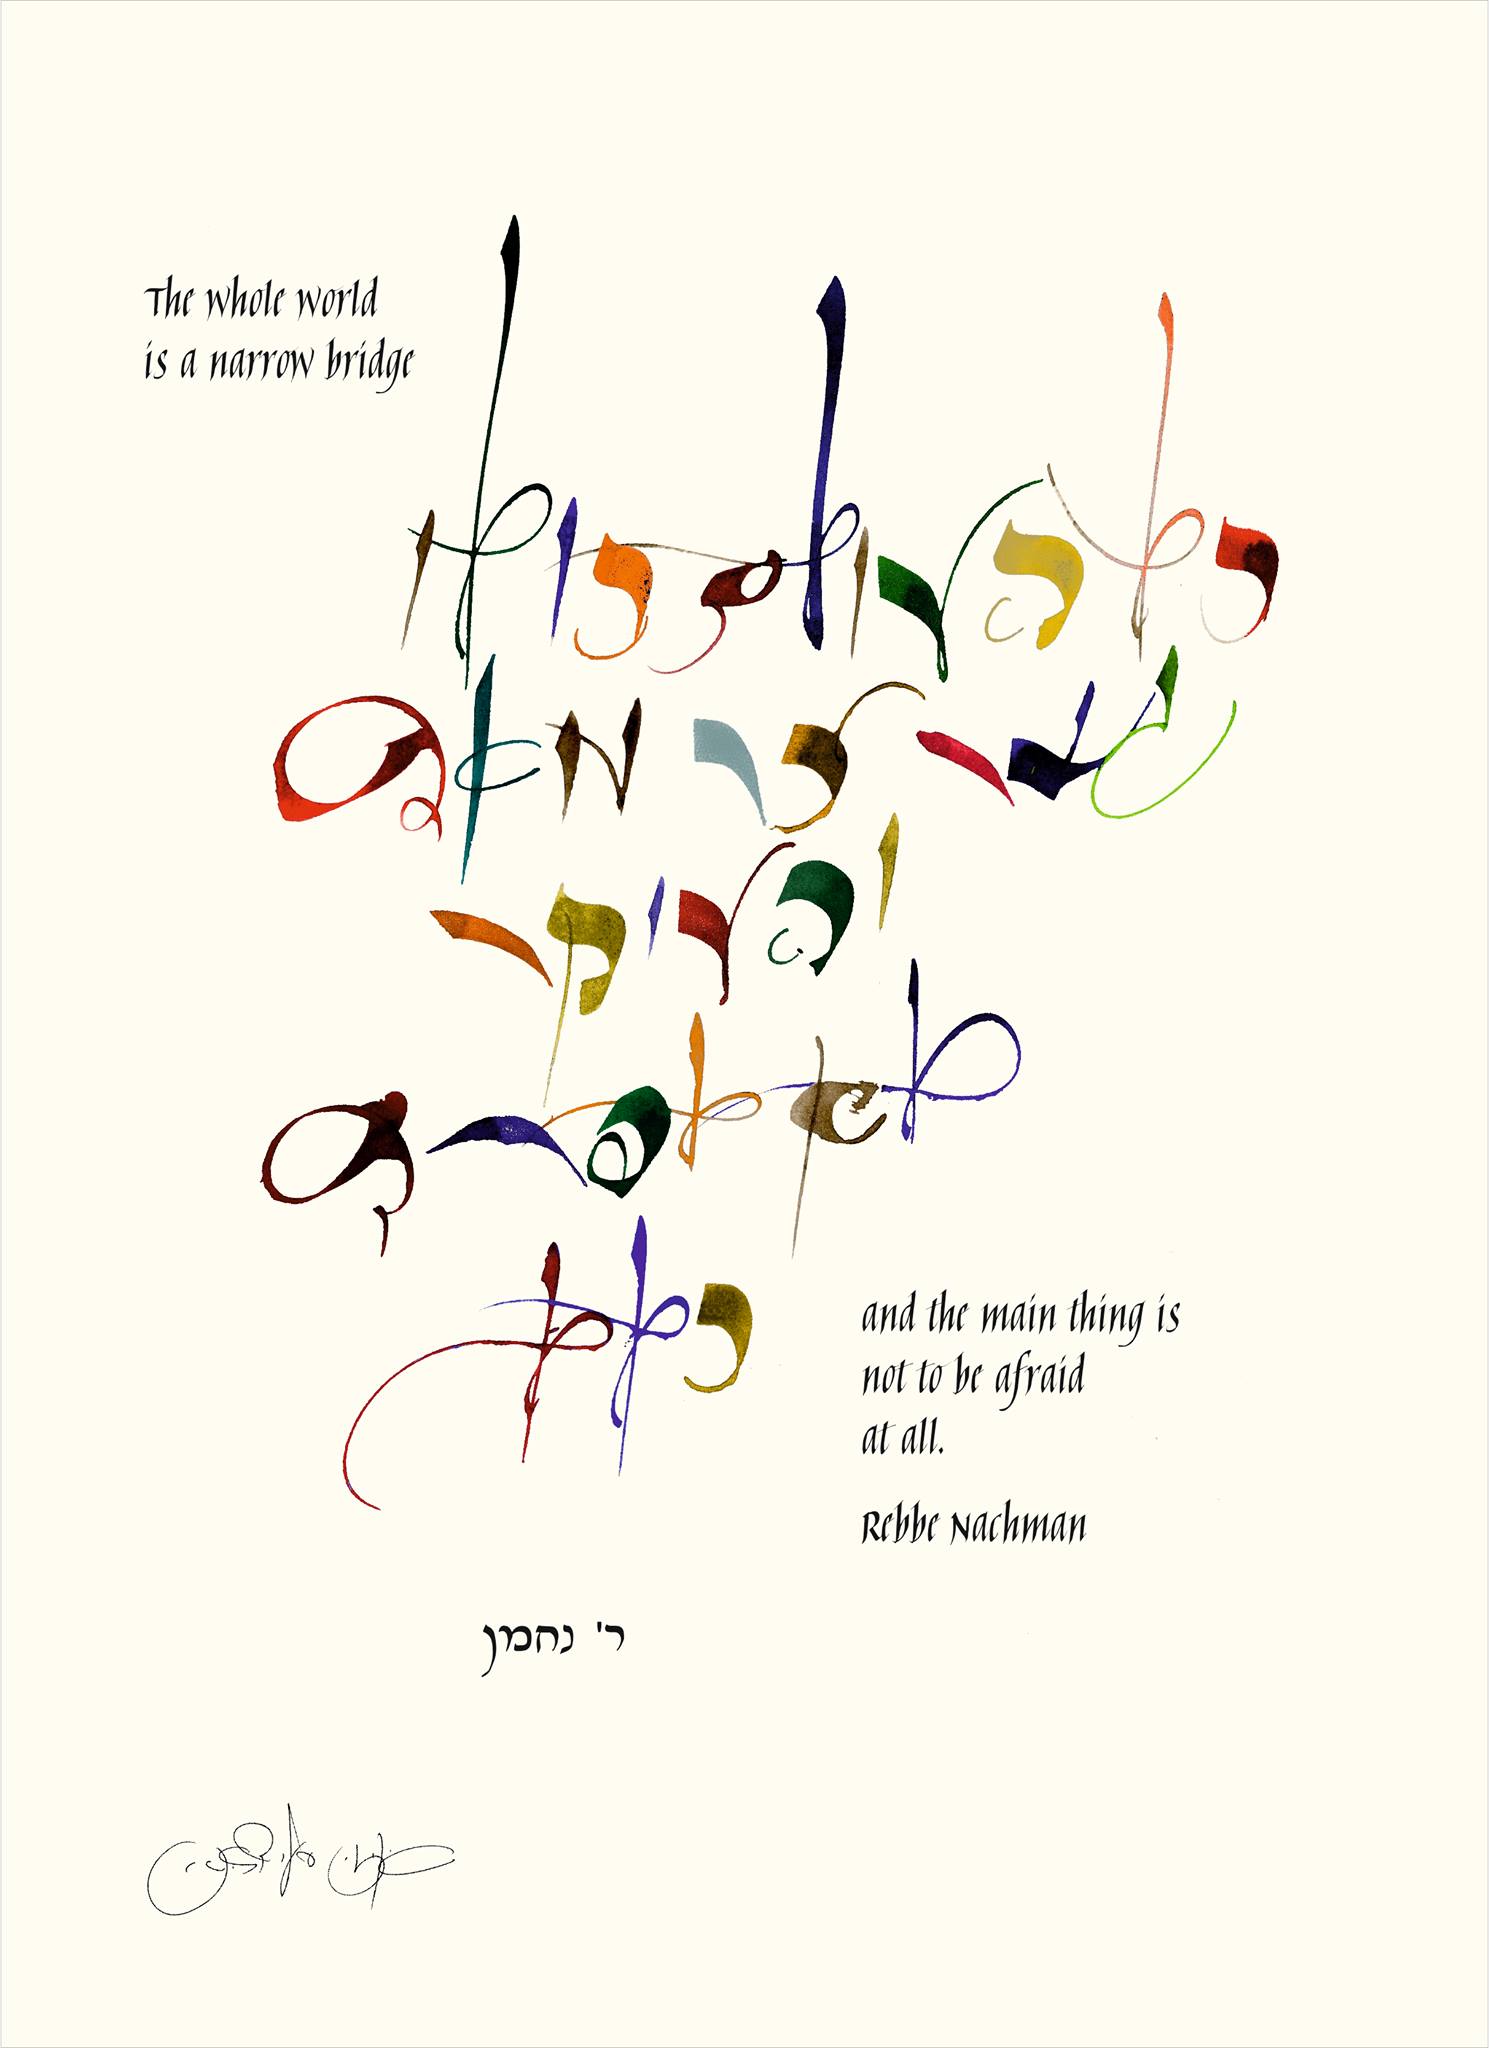 The whole world
is a narrow bridge
כל העולם כולו
גשר צר מאד
והעיקר
לא לפחד
כלל
and the main thing is
not to be afraid
at all.
Rebbe Nachman
ר' נחמן